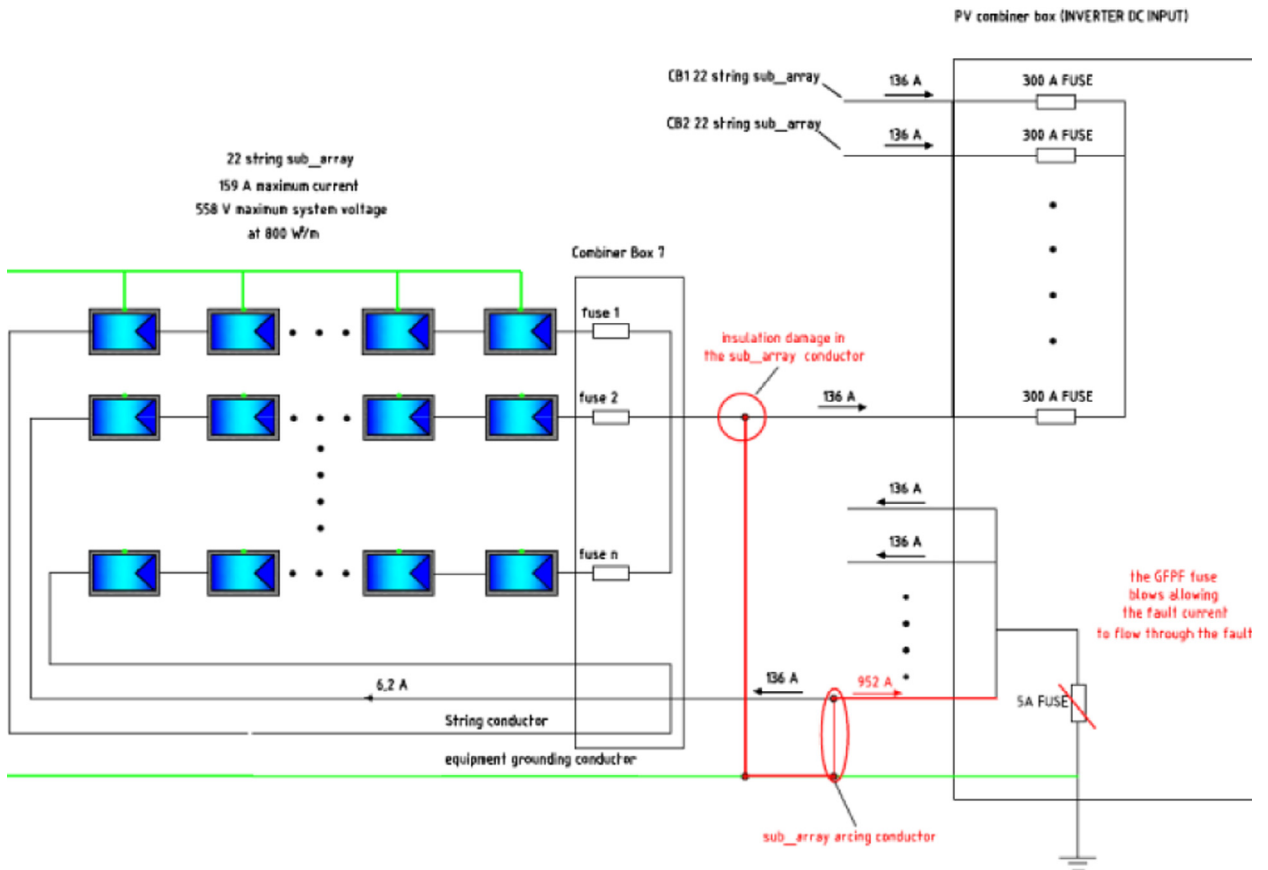 PV combiner box (INVERTER DC INPUT)
CB1 22 string sub_array
136 A
300 A FUSE
CB2 22 string sub_array
136 A
300 A FUSE
22 string sub_array
159 A maximum current
558 V maximum system voltage
at 800 W²/m
Combiner Box 7
fuse 1
insulation damage in
the sub_array conductor
fuse 2
136 A
300 A FUSE
136 A
136 A
fuse n
the GFPF fuse
blows allowing
the fault current
to flow through the fault
6,2 A
136 A
952 A
5A FUSE
String conductor
equipment grounding conductor
sub_array arcing conductor